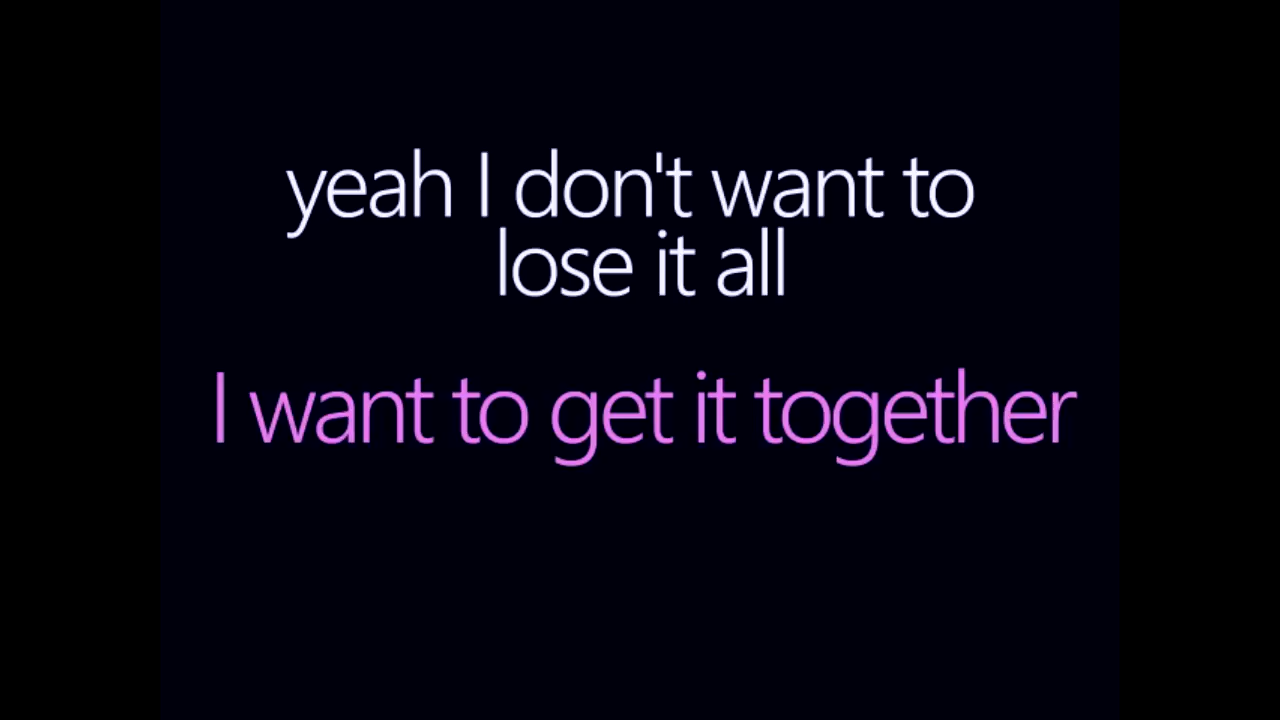 yeah I don't want to
lose it all
I want to get it together